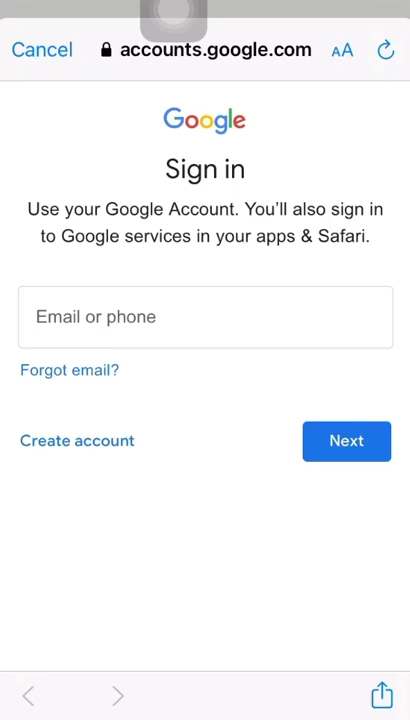 Cancel accounts.google.com AA
Google
Sign in
Use your Google Account. You’ll also sign in
to Google services in your apps & Safari.
Email or phone
Forgot email?
Create account Next